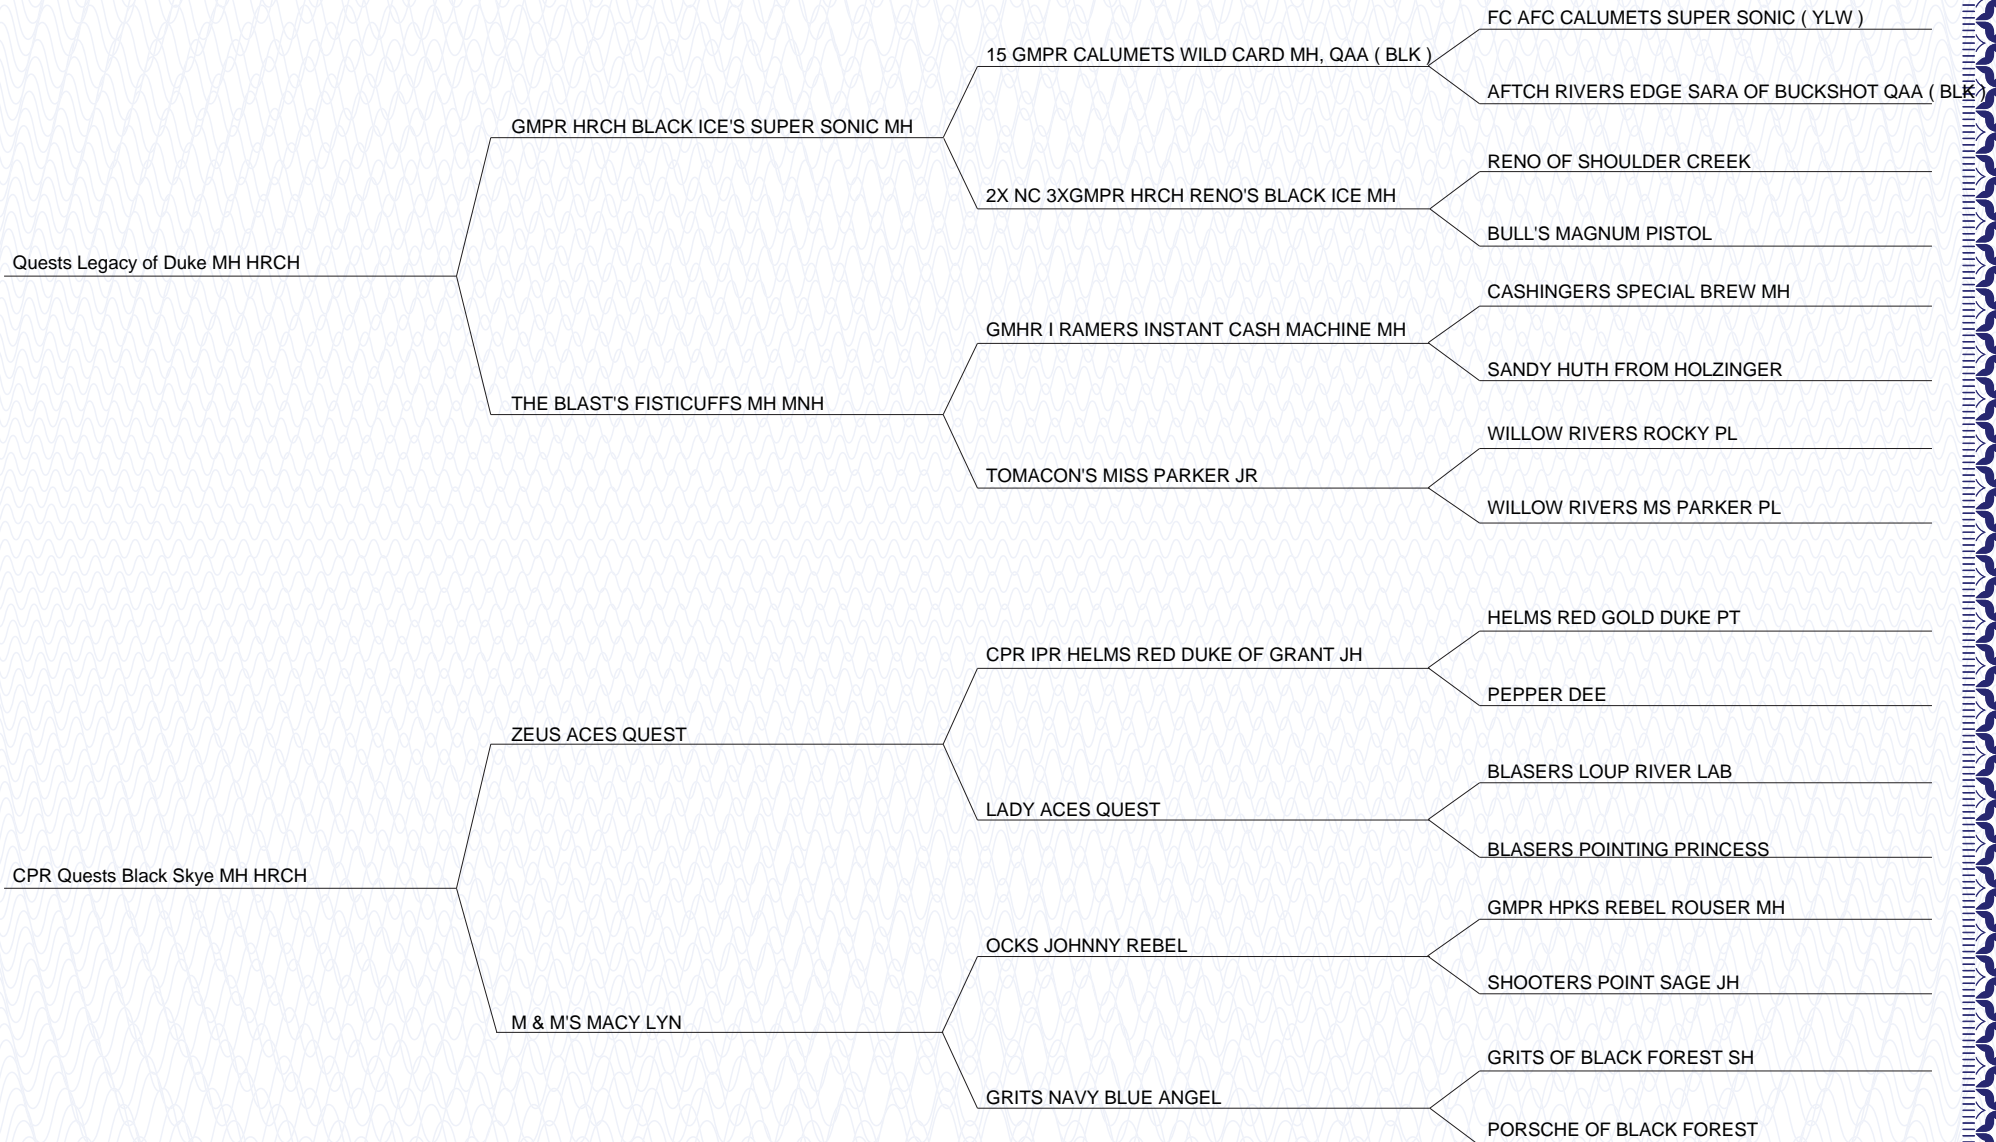 FC AFC CALUMETS SUPER SONIC ( YLW )
15 GMPR CALUMETS WILD CARD MH, QAA ( BLK )
AFTCH RIVERS EDGE SARA OF BUCKSHOT QAA ( BLK )
GMPR HRCH BLACK ICE'S SUPER SONIC MH
RENO OF SHOULDER CREEK
2X NC 3XGMPR HRCH RENO'S BLACK ICE MH
BULL'S MAGNUM PISTOL
Quests Legacy of Duke MH HRCH
CASHINGERS SPECIAL BREW MH
GMHR I RAMERS INSTANT CASH MACHINE MH
SANDY HUTH FROM HOLZINGER
THE BLAST'S FISTICUFFS MH MNH
WILLOW RIVERS ROCKY PL
TOMACON'S MISS PARKER JR
WILLOW RIVERS MS PARKER PL
HELMS RED GOLD DUKE PT
CPR IPR HELMS RED DUKE OF GRANT JH
PEPPER DEE
ZEUS ACES QUEST
BLASERS LOUP RIVER LAB
LADY ACES QUEST
BLASERS POINTING PRINCESS
CPR Quests Black Skye MH HRCH
GMPR HPKS REBEL ROUSER MH
OCKS JOHNNY REBEL
SHOOTERS POINT SAGE JH
M & M'S MACY LYN
GRITS OF BLACK FOREST SH
GRITS NAVY BLUE ANGEL
PORSCHE OF BLACK FOREST